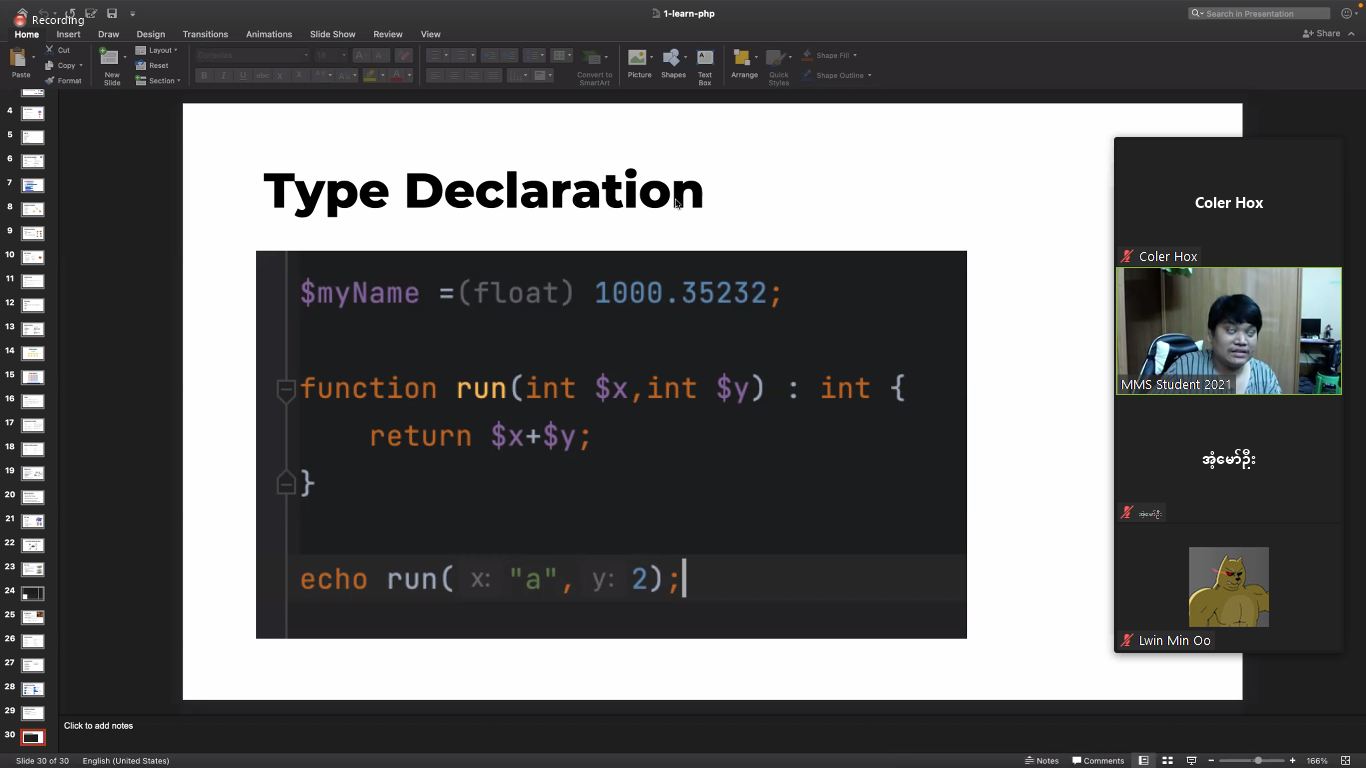 Recording
1-learn-php
Search in Presentation
Home Insert Draw Design Transitions Animations Slide Show Review View
Share
Paste
Cut
Copy
Format
New
Slide
Layout
Reset
Section
Convert to
SmartArt
Picture
Shapes
Text
Box
Arrange
Quick
Styles
Shape Fill
Shape Outline
4
5
6
7
8
9
10
11
12
13
14
15
16
17
18
19
20
21
22
23
24
25
26
27
28
29
30
Type Declaration
$myName =(float) 1000.35232;
function run(int $x,int $y) : int {
return $x+$y;
}
echo run( x: "a", y: 2);
Coler Hox
Coler Hox
MMS Student 2021
အံ့မော်ဦး
အံ့မော်ဦး
Lwin Min Oo
Click to add notes
Slide 30 of 30 English (United States)
Notes Comments 166%